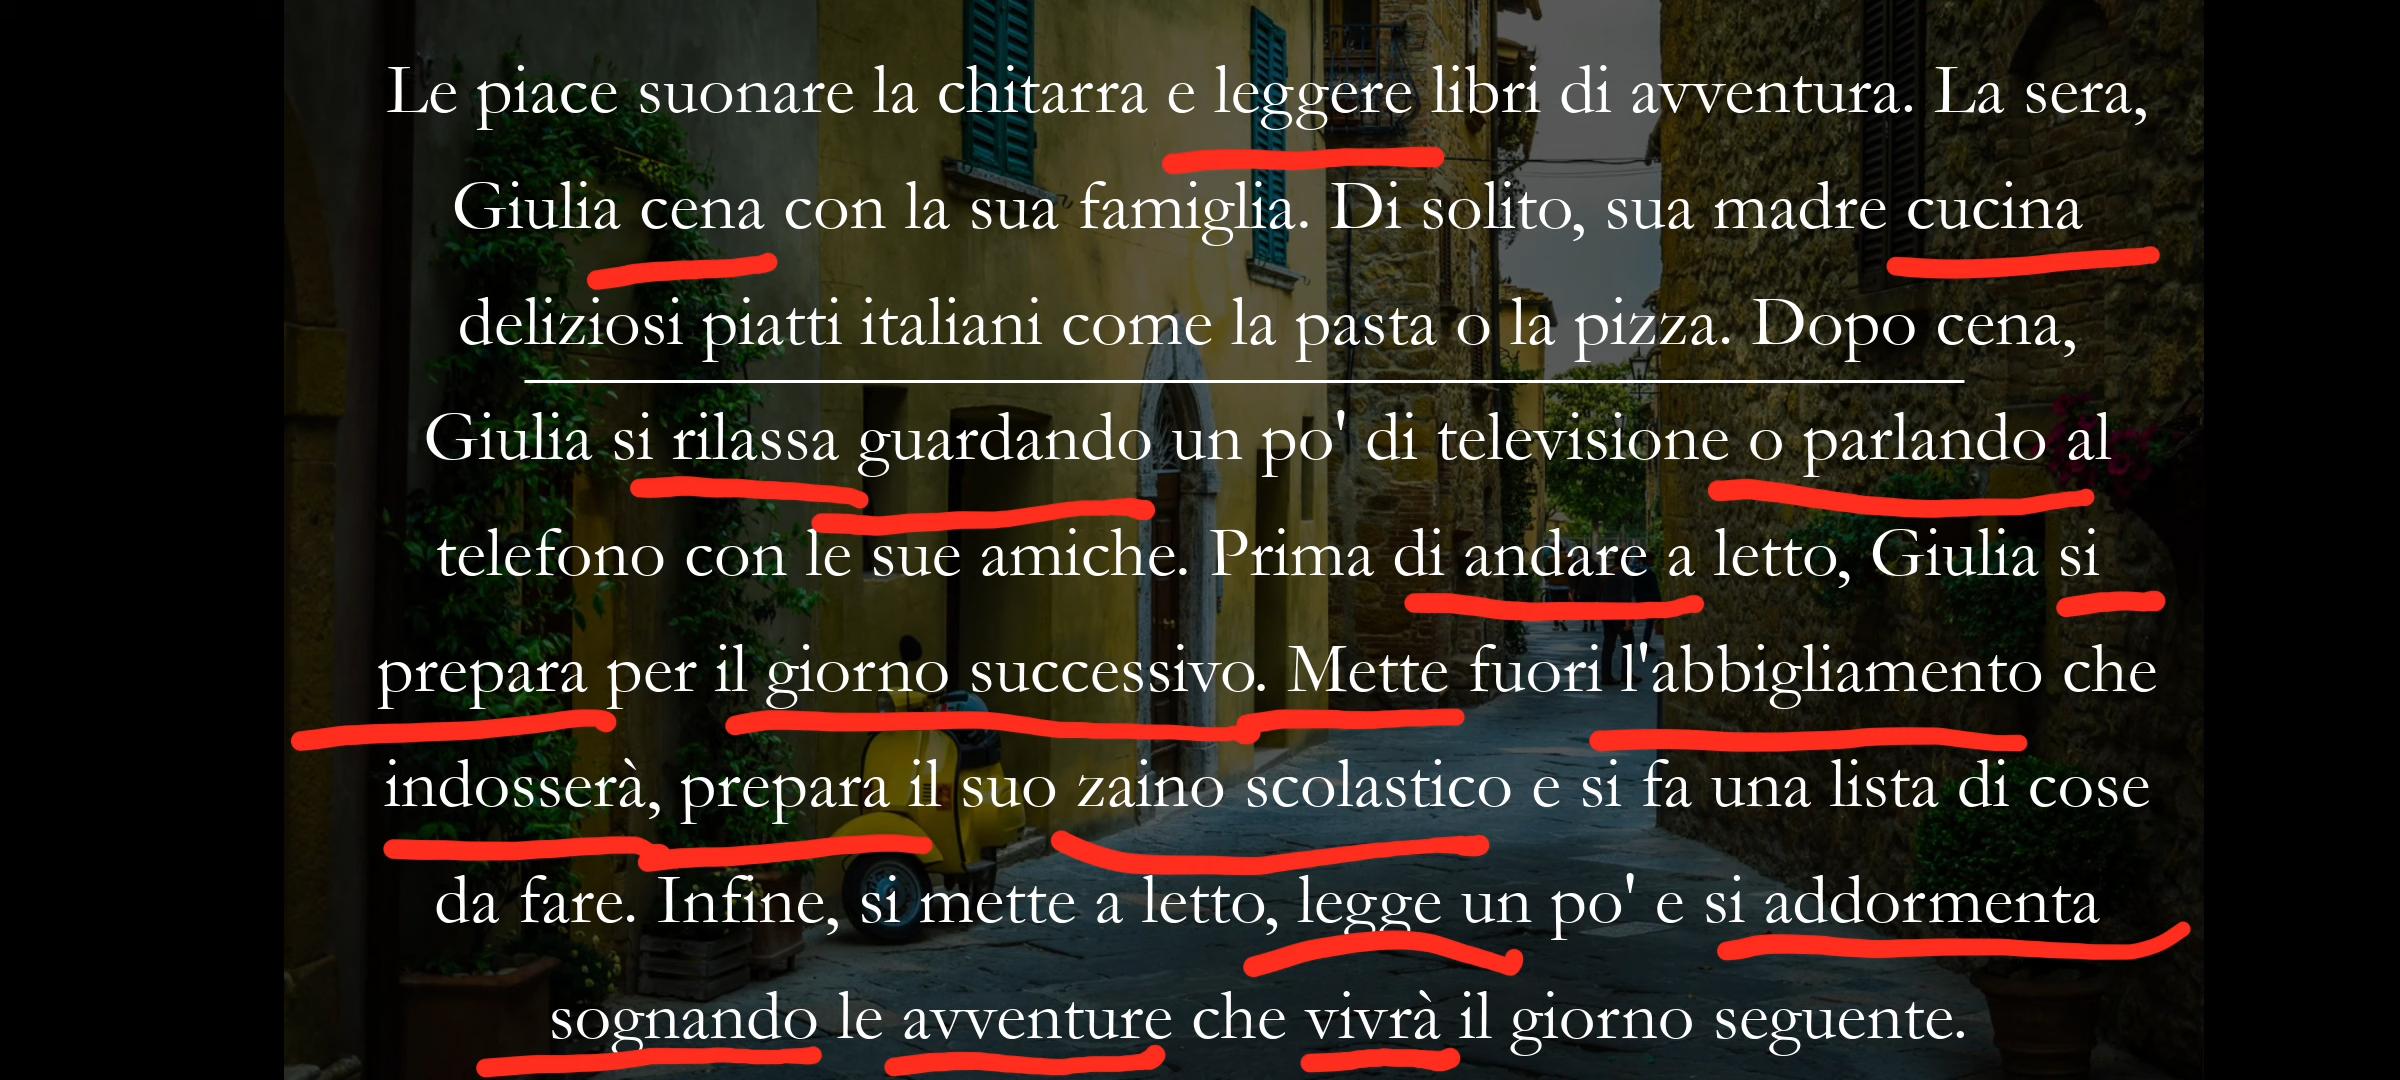 Le piace suonare la chitarra e leggere libri di avventura. La sera,
Giulia cena con la sua famiglia. Di solito, sua madre cucina
deliziosi piatti italiani come la pasta o la pizza. Dopo cena,
Giulia si rilassa guardando un po' di televisione o parlando al
telefono con le sue amiche. Prima di andare a letto, Giulia si
prepara per il giorno successivo. Mette fuori l'abbigliamento che
indosserà, prepara il suo zaino scolastico e si fa una lista di cose
da fare. Infine, si mette a letto, legge un po' e si addormenta
sognando le avventure che vivrà il giorno seguente.